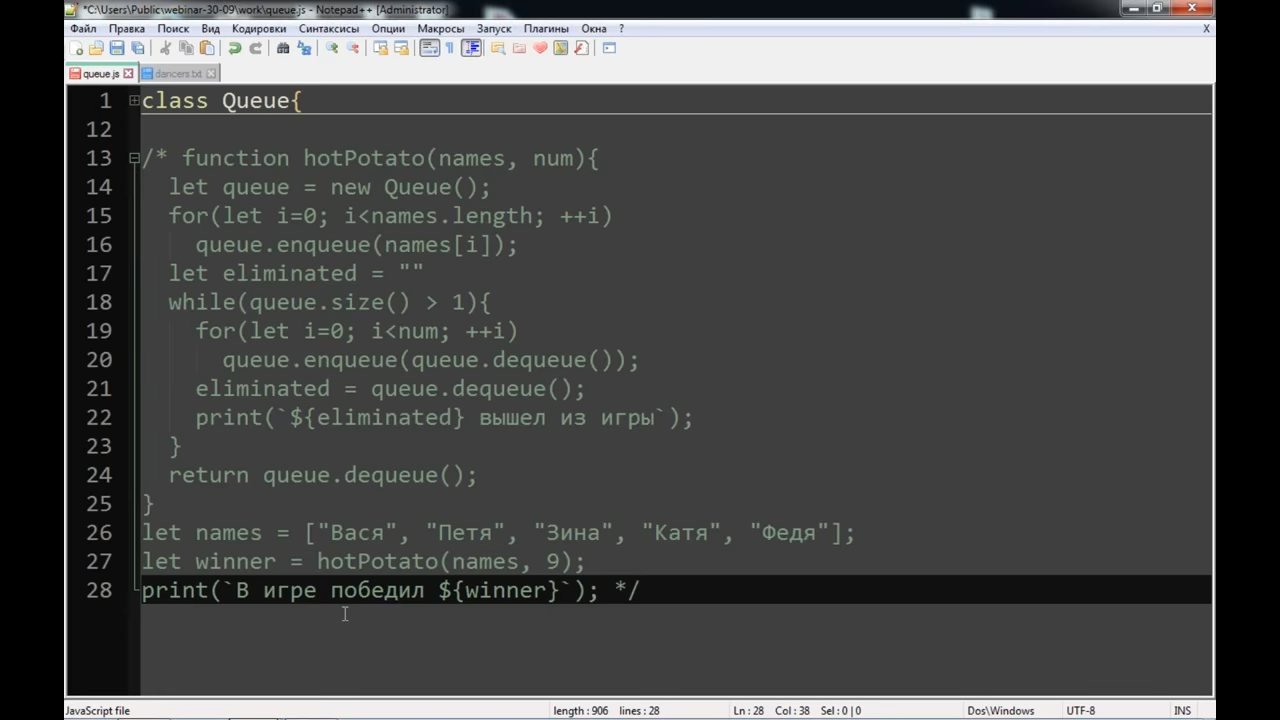 *C:\Users\Public\webinar-30-09\work\queue.js - Notepad++ [Administrator]
Файл Правка Поиск Вид Кодировки Синтаксисы Опции Макросы Запуск Плагины Окна ? X
queue.js dancers.txt
1 class Queue{
12
13 /* function hotPotato(names, num){
14 let queue = new Queue();
15 for(let i=0; i<names.length; ++i)
16 queue.enqueue(names[i]);
17 let eliminated = ""
18 while(queue.size() > 1){
19 for(let i=0; i<num; ++i)
20 queue.enqueue(queue.dequeue());
21 eliminated = queue.dequeue();
22 print(`${eliminated} вышел из игры`);
23 }
24 return queue.dequeue();
25 }
26 let names = ["Вася", "Петя", "Зина", "Катя", "Федя"];
27 let winner = hotPotato(names, 9);
28 print(`В игре победил ${winner}`); */
JavaScript file length : 906 lines : 28 Ln : 28 Col : 38 Sel : 0 | 0 Dos\Windows UTF-8 INS